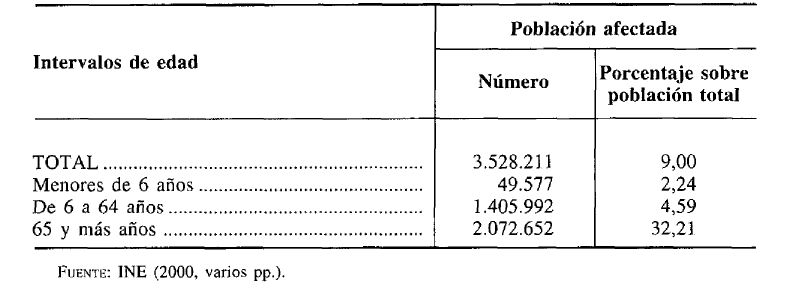 Población afectada
Intervalos de edad
Número
Porcentaje sobre
población total
TOTAL ........................................................ 3.528.211 9,00
Menores de 6 años ........................................ 49.577 2,24
De 6 a 64 años ............................................. 1.405.992 4,59
65 y más años .............................................. 2.072.652 32,21
FUENTE: INE (2000, varios pp.).